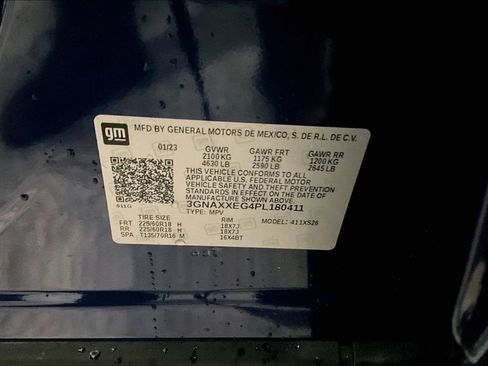 gm
MFD BY GENERAL MOTORS DE MEXICO, S. DE R.L. DE C.V.
01/23 GVWR GAWR FRT GAWR RR
2100 KG 1175 KG 1200 KG
4630 LB 2590 LB 2645 LB
THIS VEHICLE CONFORMS TO ALL
APPLICABLE U.S. FEDERAL MOTOR
VEHICLE SAFETY AND THEFT PREVENTION
STANDARDS IN EFFECT ON THE DATE OF
MANUFACTURE SHOWN ABOVE.
3GNAXXEG4PL180411
TYPE: MPV MODEL: 411XS26
611G
TIRE SIZE RIM
FRT 225/60R18 H 18X7J
RR 225/60R18 H 18X7J
SPA T135/70R16 M 16X4BT